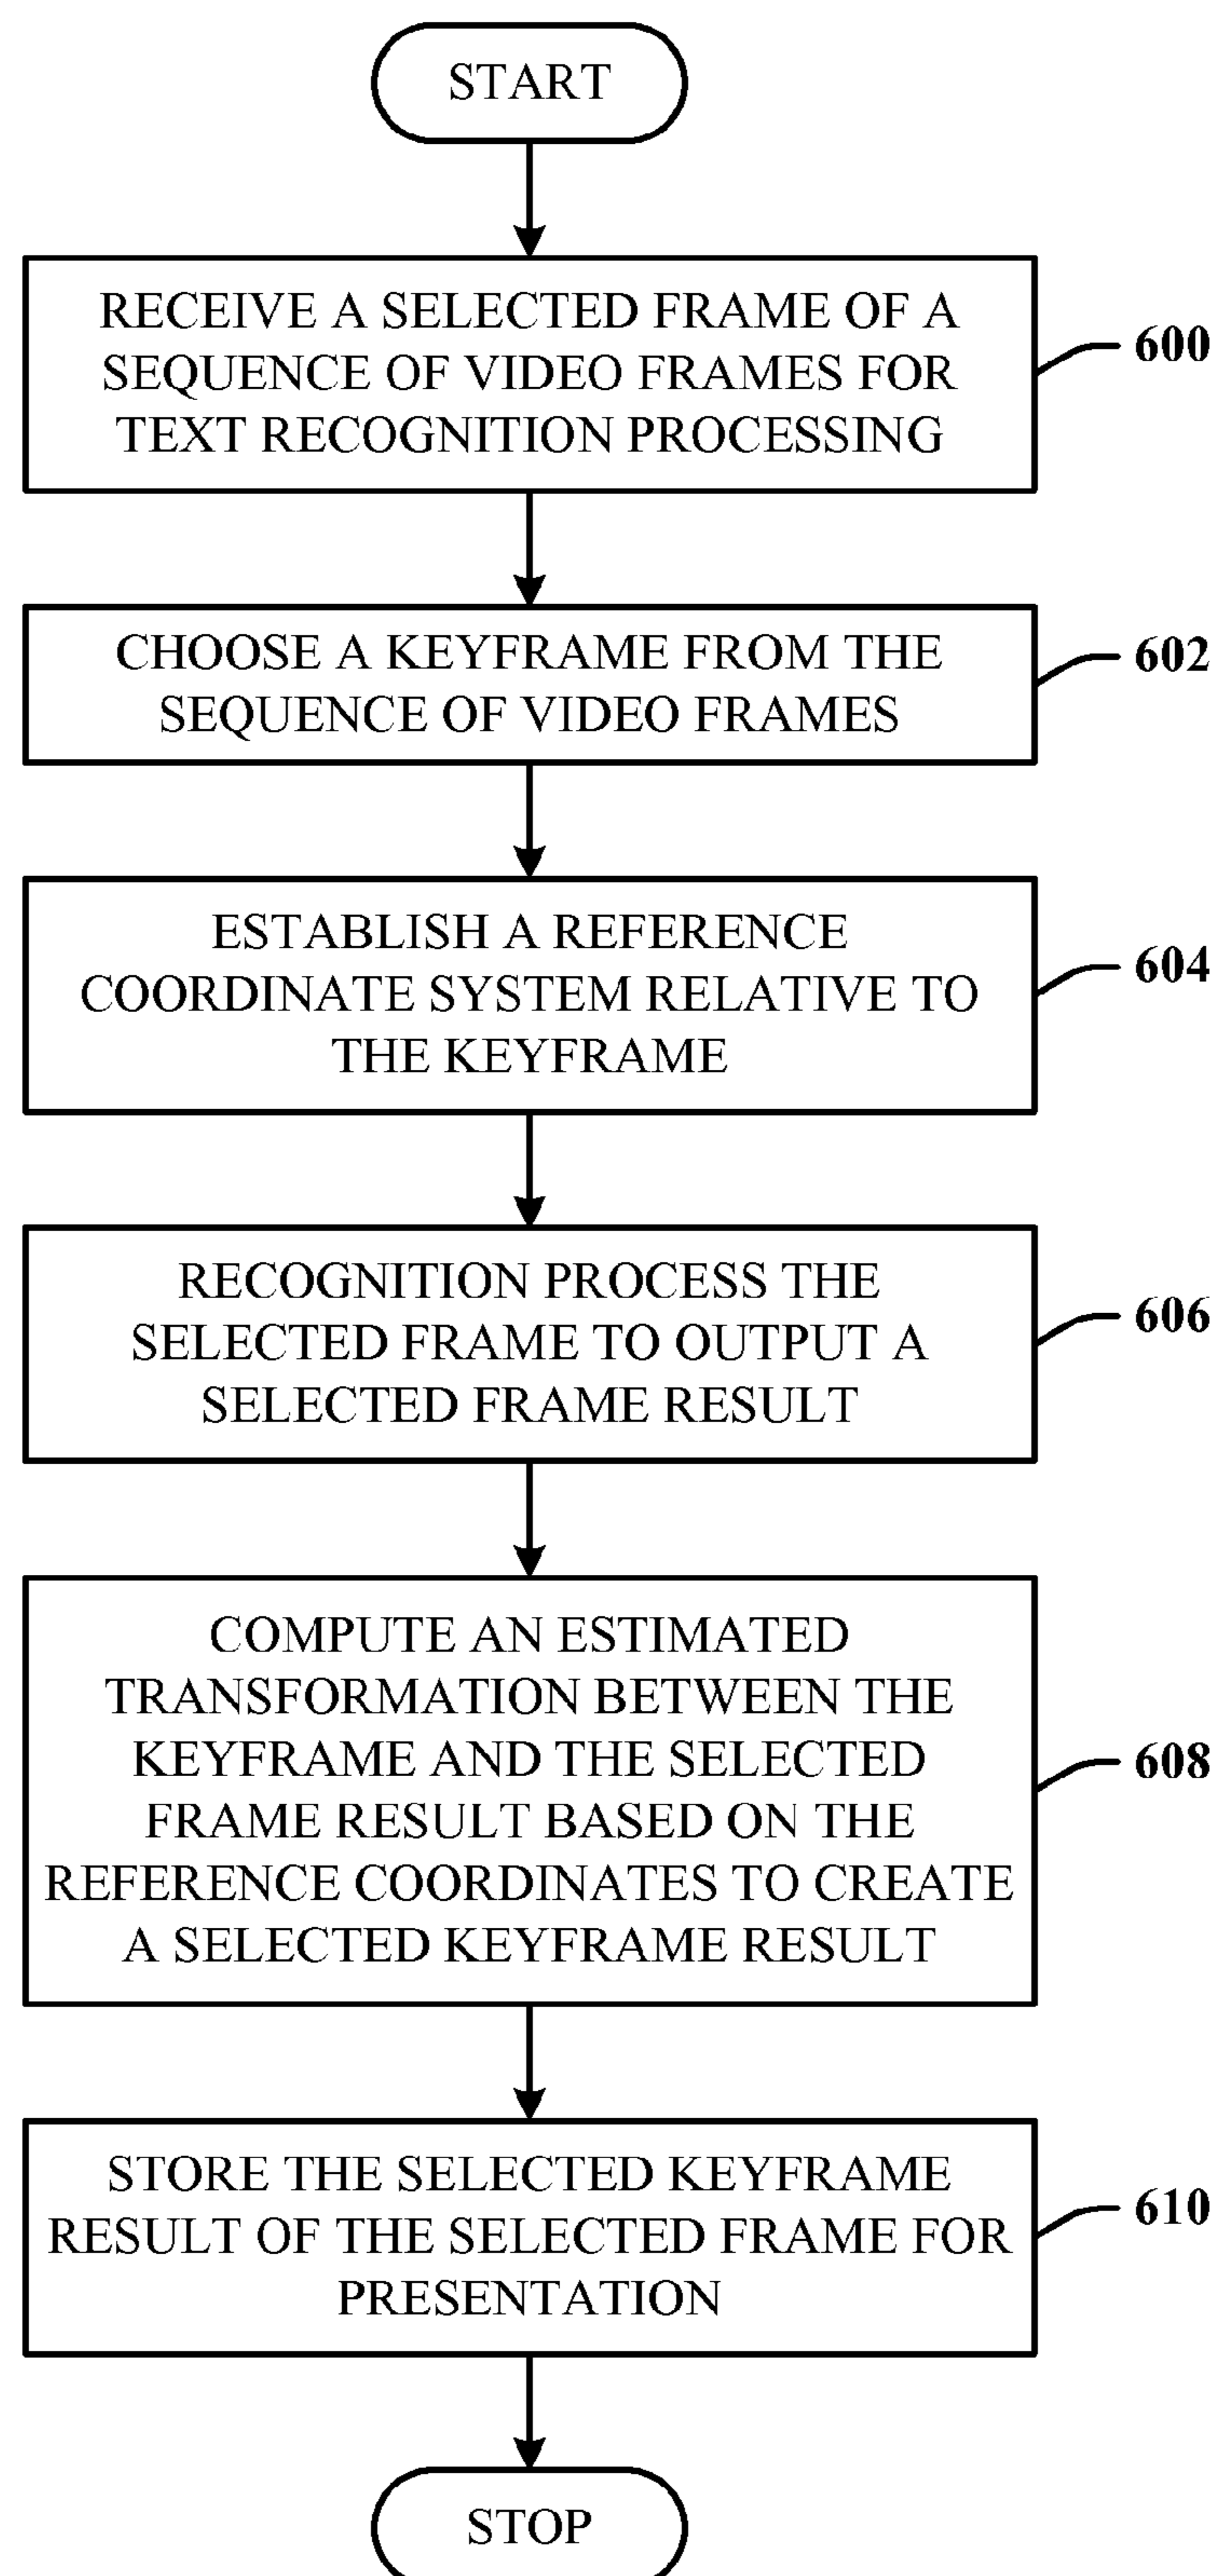 START
RECEIVE A SELECTED FRAME OF A
SEQUENCE OF VIDEO FRAMES FOR
TEXT RECOGNITION PROCESSING
600
CHOOSE A KEYFRAME FROM THE
SEQUENCE OF VIDEO FRAMES
602
ESTABLISH A REFERENCE
COORDINATE SYSTEM RELATIVE TO
THE KEYFRAME
604
RECOGNITION PROCESS THE
SELECTED FRAME TO OUTPUT A
SELECTED FRAME RESULT
606
COMPUTE AN ESTIMATED
TRANSFORMATION BETWEEN THE
KEYFRAME AND THE SELECTED
FRAME RESULT BASED ON THE
REFERENCE COORDINATES TO CREATE
A SELECTED KEYFRAME RESULT
608
STORE THE SELECTED KEYFRAME
RESULT OF THE SELECTED FRAME FOR
PRESENTATION
610
STOP